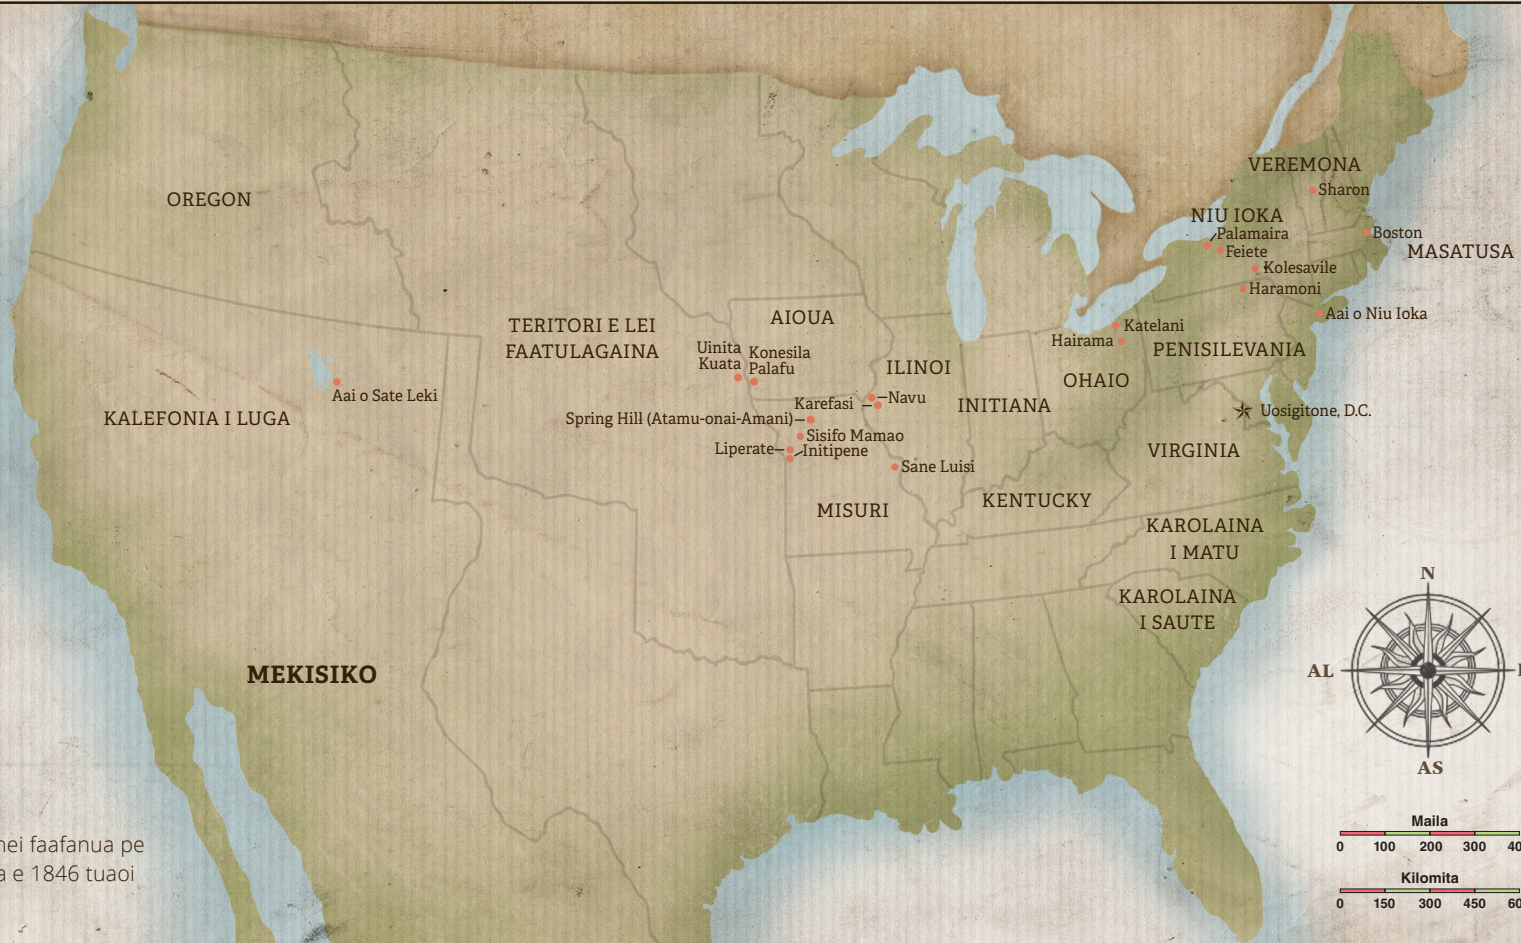 VEREMONA
Sharon
OREGON
NIU IOKA
Palamaira
Boston
Feiete
MASATUSA
Kolesavile
Haramoni
Aai o Niu Ioka
AIOUA
TERITORI E LEI
FAATULAGAINA
Katelani
Hairama
PENISILEVANIA
Uinita
Kuata
Konesila
Palafu
ILINOI
OHAIO
Aai o Sate Leki
Navu
Karefasi
INITIANA
Uosigitone, D.C.
KALEFONIA I LUGA
Spring Hill (Atamu-onai-Amani)
Sisifo Mamao
Liperate
Initipene
VIRGINIA
Sane Luisi
KENTUCKY
MISURI
KAROLAINA
I MATU
KAROLAINA
I SAUTE
MEKISIKO
N
AL
AS
Maila
0 100 200 300
Kilomita
0 150 300 450
nei faafanua pe
a e 1846 tuaoi